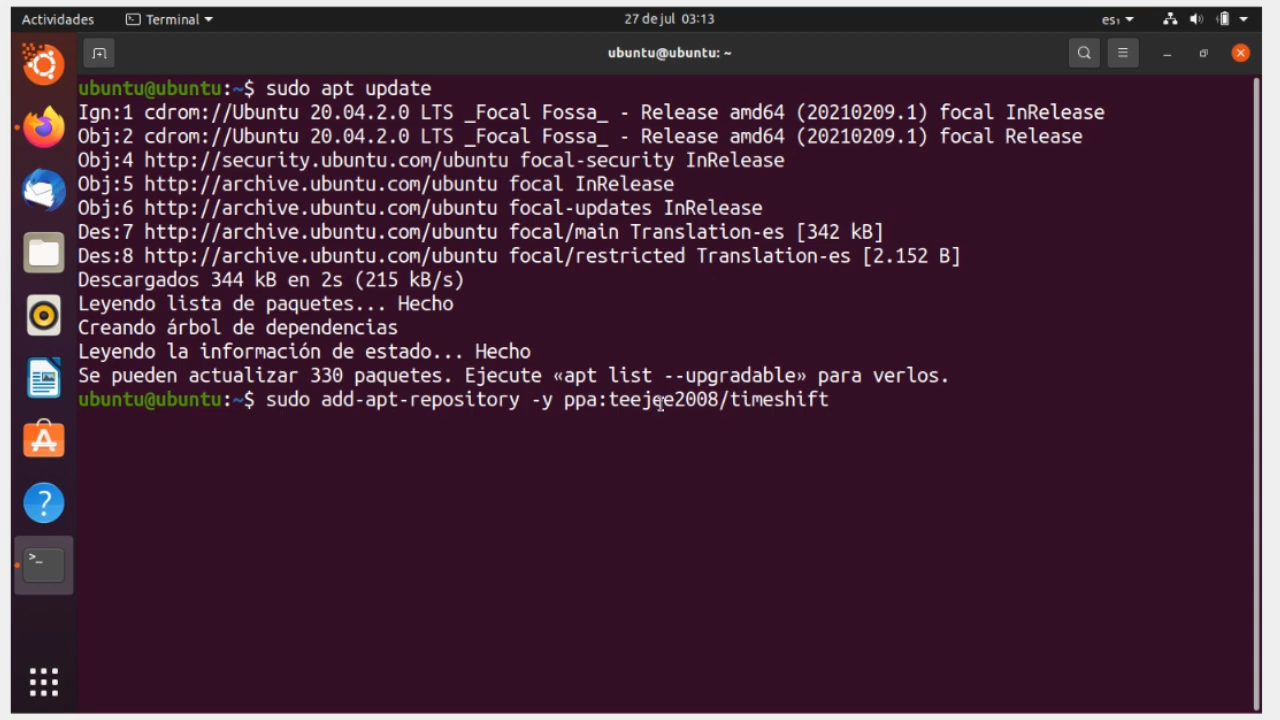 Actividades
Terminal
27 de jul 03:13
es₁
ubuntu@ubuntu: ~
ubuntu@ubuntu:~$ sudo apt update
Ign:1 cdrom://Ubuntu 20.04.2.0 LTS _Focal Fossa_ - Release amd64 (20210209.1) focal InRelease
Obj:2 cdrom://Ubuntu 20.04.2.0 LTS _Focal Fossa_ - Release amd64 (20210209.1) focal Release
Obj:4 http://security.ubuntu.com/ubuntu focal-security InRelease
Obj:5 http://archive.ubuntu.com/ubuntu focal InRelease
Obj:6 http://archive.ubuntu.com/ubuntu focal-updates InRelease
Des:7 http://archive.ubuntu.com/ubuntu focal/main Translation-es [342 kB]
Des:8 http://archive.ubuntu.com/ubuntu focal/restricted Translation-es [2.152 B]
Descargados 344 kB en 2s (215 kB/s)
Leyendo lista de paquetes... Hecho
Creando árbol de dependencias
Leyendo la información de estado... Hecho
Se pueden actualizar 330 paquetes. Ejecute «apt list --upgradable» para verlos.
ubuntu@ubuntu:~$ sudo add-apt-repository -y ppa:teejee2008/timeshift